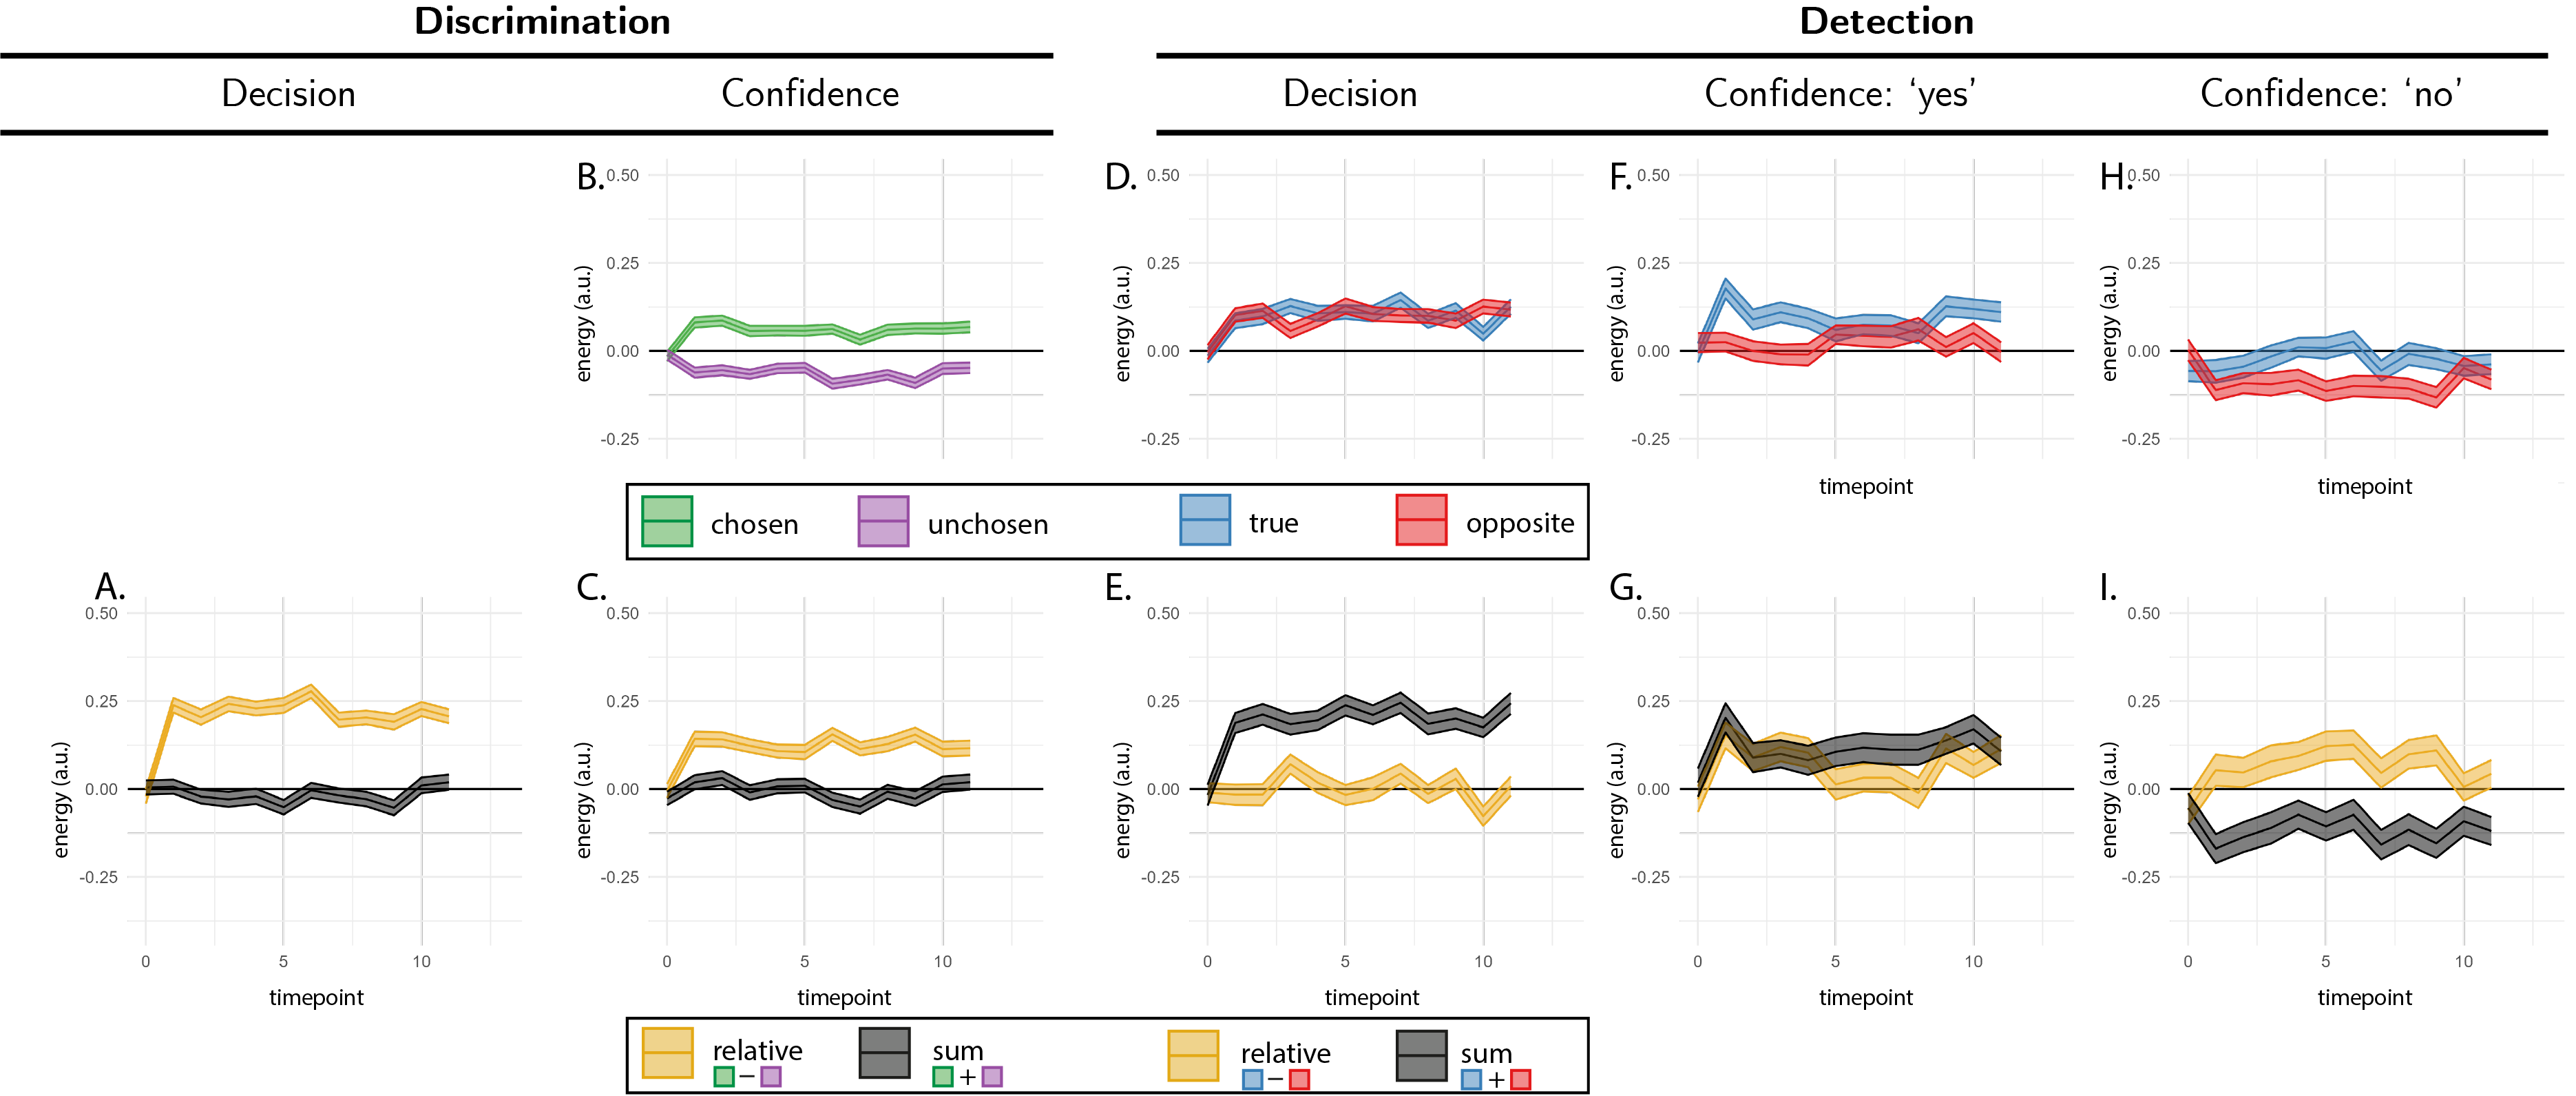 Discrimination
Detection
Decision
Confidence
Decision
Confidence: ‘yes’
Confidence: ‘no’
B.
0.50
0.25
0.00
-0.25
energy (a.u.)
D.
0.50
0.25
0.00
-0.25
energy (a.u.)
F.
0.50
0.25
0.00
-0.25
energy (a.u.)
timepoint
H.
0.50
0.25
0.00
-0.25
energy (a.u.)
timepoint
chosen
unchosen
true
opposite
A.
0.50
0.25
0.00
-0.25
energy (a.u.)
0 5 10
timepoint
C.
0.50
0.25
0.00
-0.25
energy (a.u.)
0 5 10
timepoint
E.
0.50
0.25
0.00
-0.25
energy (a.u.)
0 5 10
timepoint
G.
0.50
0.25
0.00
-0.25
energy (a.u.)
0 5 10
timepoint
I.
0.50
0.25
0.00
-0.25
energy (a.u.)
0 5 10
timepoint
relative
–
sum
+
relative
–
sum
+